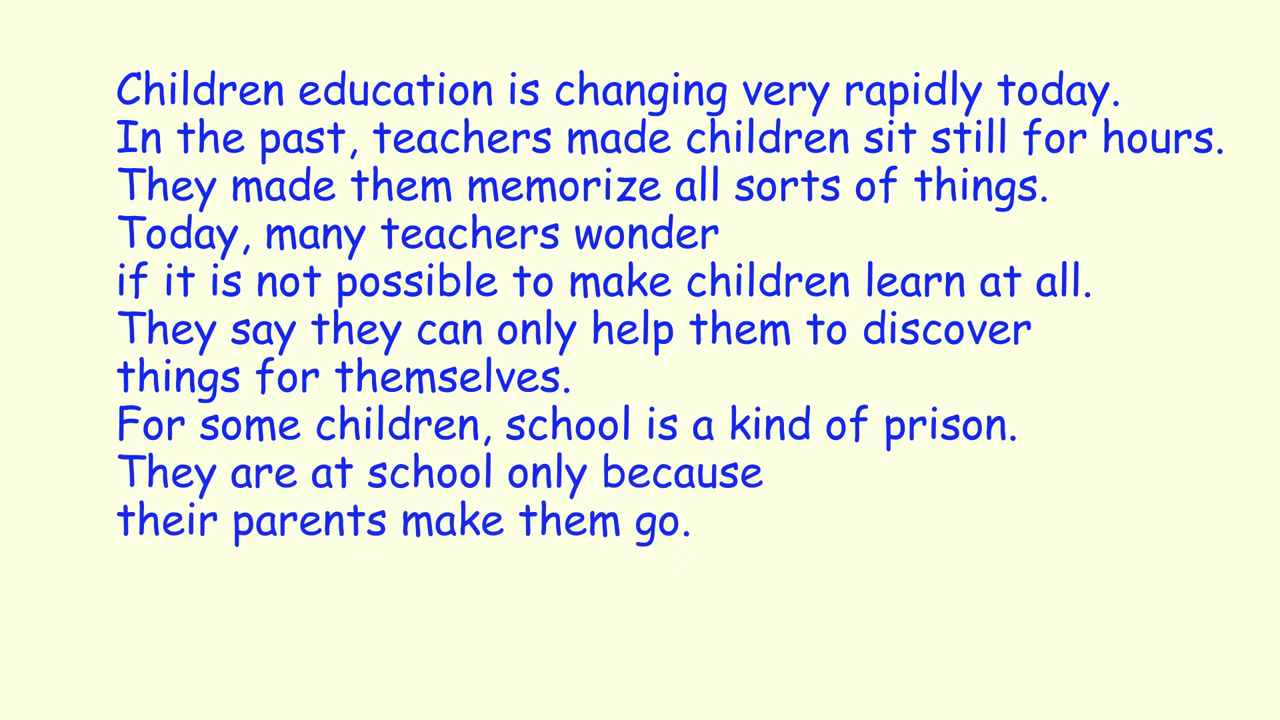 Children education is changing very rapidly today.
In the past, teachers made children sit still for hours.
They made them memorize all sorts of things.
Today, many teachers wonder
if it is not possible to make children learn at all.
They say they can only help them to discover
things for themselves.
For some children, school is a kind of prison.
They are at school only because
their parents make them go.